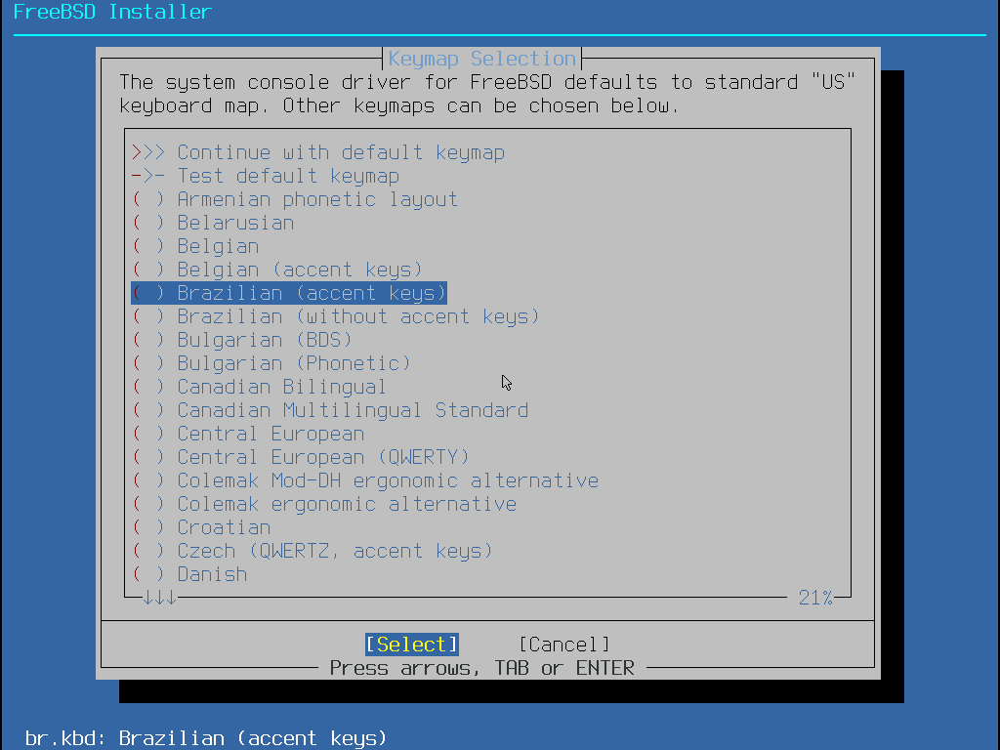 FreeBSD Installer
Keymap Selection
The system console driver for FreeBSD defaults to standard "US"
keyboard map. Other keymaps can be chosen below.
>>> Continue with default keymap
->- Test default keymap
( ) Armenian phonetic layout
( ) Belarusian
( ) Belgian
( ) Belgian (accent keys)
( ) Brazilian (accent keys)
( ) Brazilian (without accent keys)
( ) Bulgarian (BDS)
( ) Bulgarian (Phonetic)
( ) Canadian Bilingual
( ) Canadian Multilingual Standard
( ) Central European
( ) Central European (QWERTY)
( ) Colemak Mod-DH ergonomic alternative
( ) Colemak ergonomic alternative
( ) Croatian
( ) Czech (QWERTZ, accent keys)
( ) Danish
↓↓↓ 21%
[Select] [Cancel]
Press arrows, TAB or ENTER
br.kbd: Brazilian (accent keys)